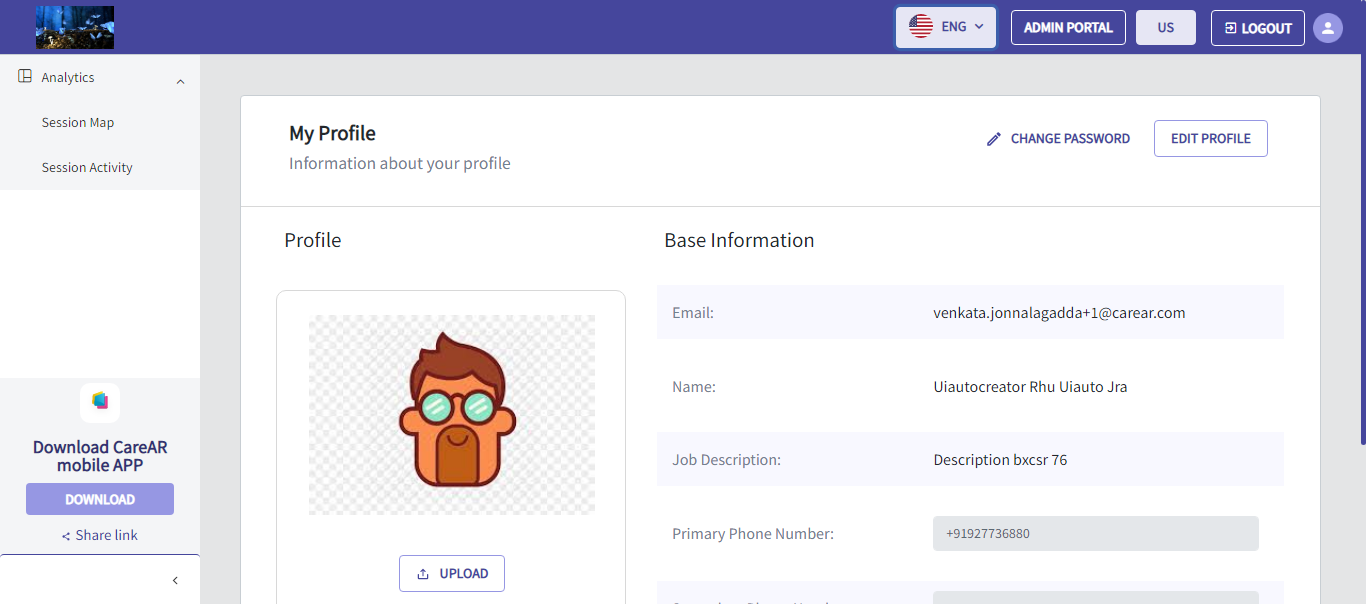 ENG
ADMIN PORTAL
US
LOGOUT
Analytics
Session Map
Session Activity
Download CareAR
mobile APP
DOWNLOAD
Share link
My Profile
Information about your profile
CHANGE PASSWORD
EDIT PROFILE
Profile
UPLOAD
Base Information
Email: venkata.jonnalagadda+1@carear.com
Name: Uiautocreator Rhu Uiauto Jra
Job Description: Description bxcsr 76
Primary Phone Number: +91927736880